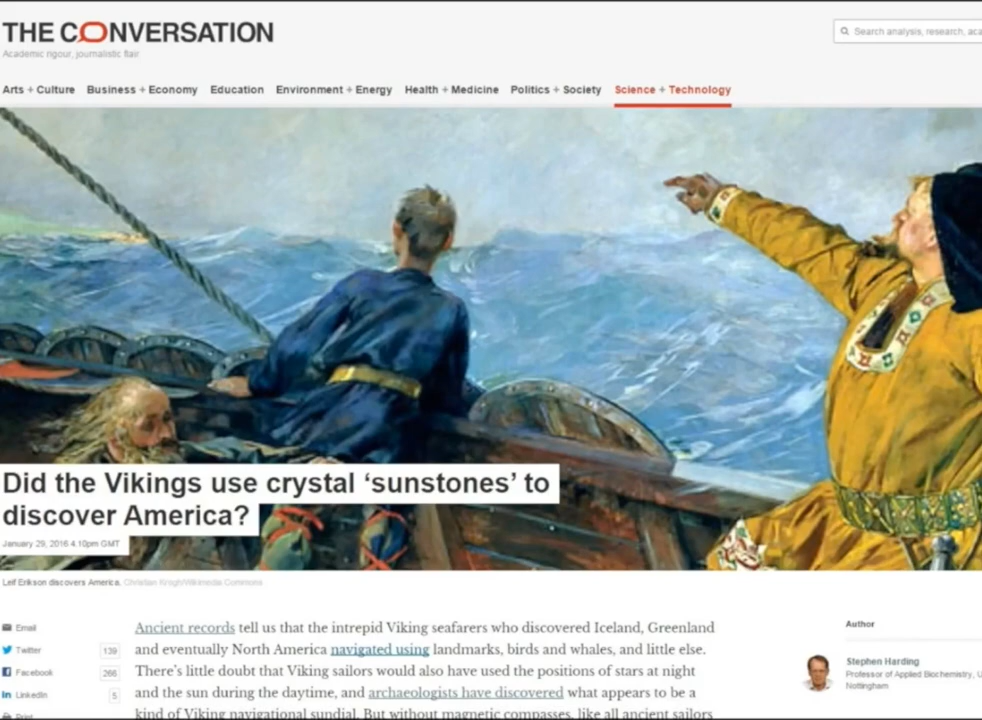 THE CONVERSATION
Academic rigour, journalistic flair
Search analysis, research, aca
Arts + Culture Business + Economy Education Environment + Energy Health + Medicine Politics + Society Science + Technology
Did the Vikings use crystal ‘sunstones’ to
discover America?
January 29, 2016 4.10pm GMT
Leif Erikson discovers America. Christian Krogh/Wikimedia Commons
Email
Twitter 139
Facebook 266
LinkedIn 5
Print
Ancient records tell us that the intrepid Viking seafarers who discovered Iceland, Greenland
and eventually North America navigated using landmarks, birds and whales, and little else.
There’s little doubt that Viking sailors would also have used the positions of stars at night
and the sun during the daytime, and archaeologists have discovered what appears to be a
kind of Viking navigational sundial. But without magnetic compasses, like all ancient sailors
Author
Stephen Harding
Professor of Applied Biochemistry, U
Nottingham